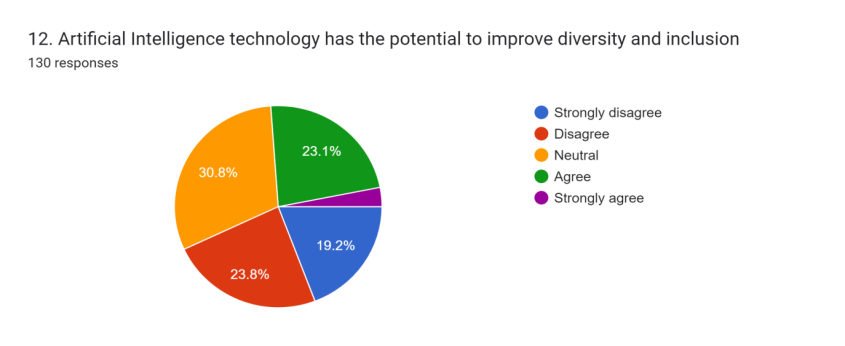 12. Artificial Intelligence technology has the potential to improve diversity and inclusion
130 responses
23.1%
30.8%
19.2%
23.8%
Strongly disagree
Disagree
Neutral
Agree
Strongly agree